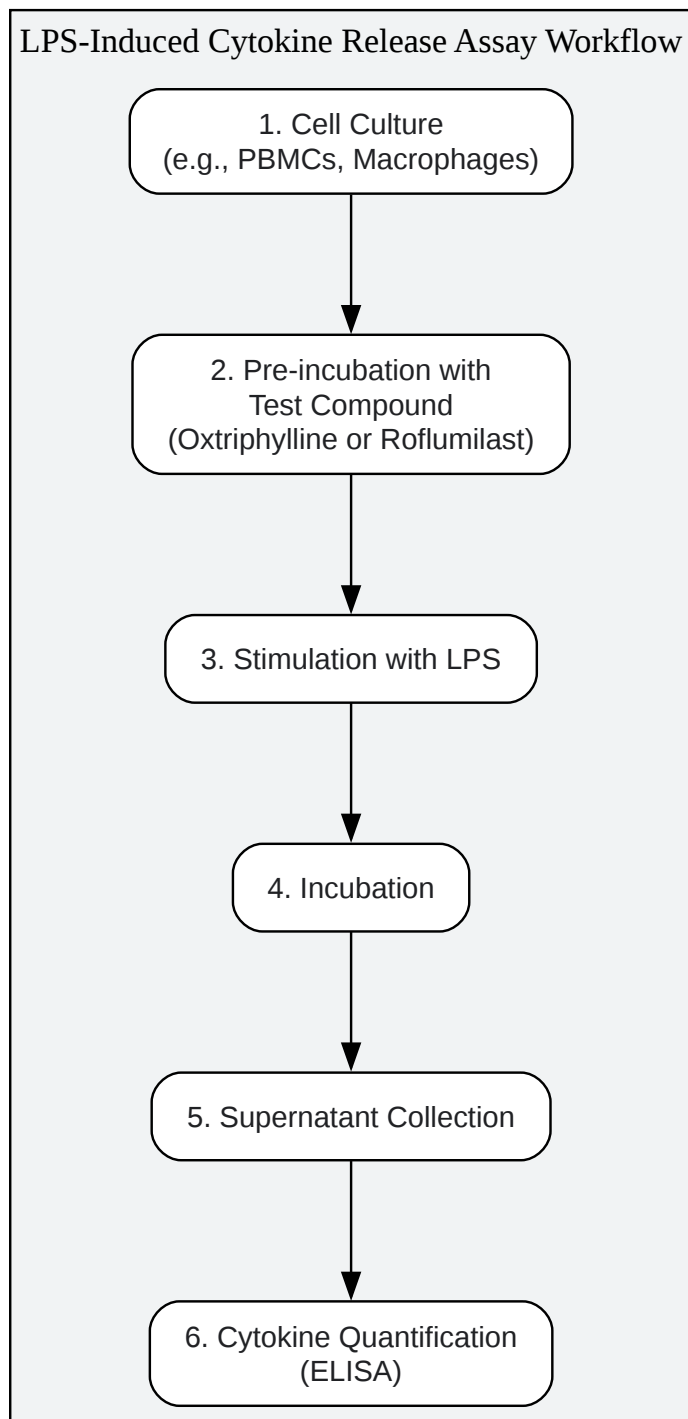 LPS-Induced Cytokine Release Assay Workflow
1. Cell Culture
(e.g., PBMCs, Macrophages)
2. Pre-incubation with
Test Compound
(Oxtriphylline or Roflumilast)
3. Stimulation with LPS
4. Incubation
5. Supernatant Collection
6. Cytokine Quantification
(ELISA)